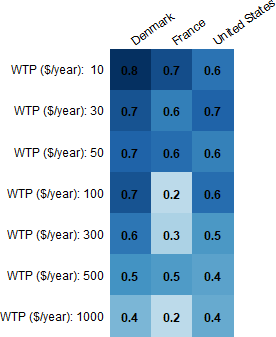 Denmark France United States
WTP ($/year): 10 0.8 0.7 0.6
WTP ($/year): 30 0.7 0.6 0.7
WTP ($/year): 50 0.7 0.6 0.6
WTP ($/year): 100 0.7 0.2 0.6
WTP ($/year): 300 0.6 0.3 0.5
WTP ($/year): 500 0.5 0.5 0.4
WTP ($/year): 1000 0.4 0.2 0.4